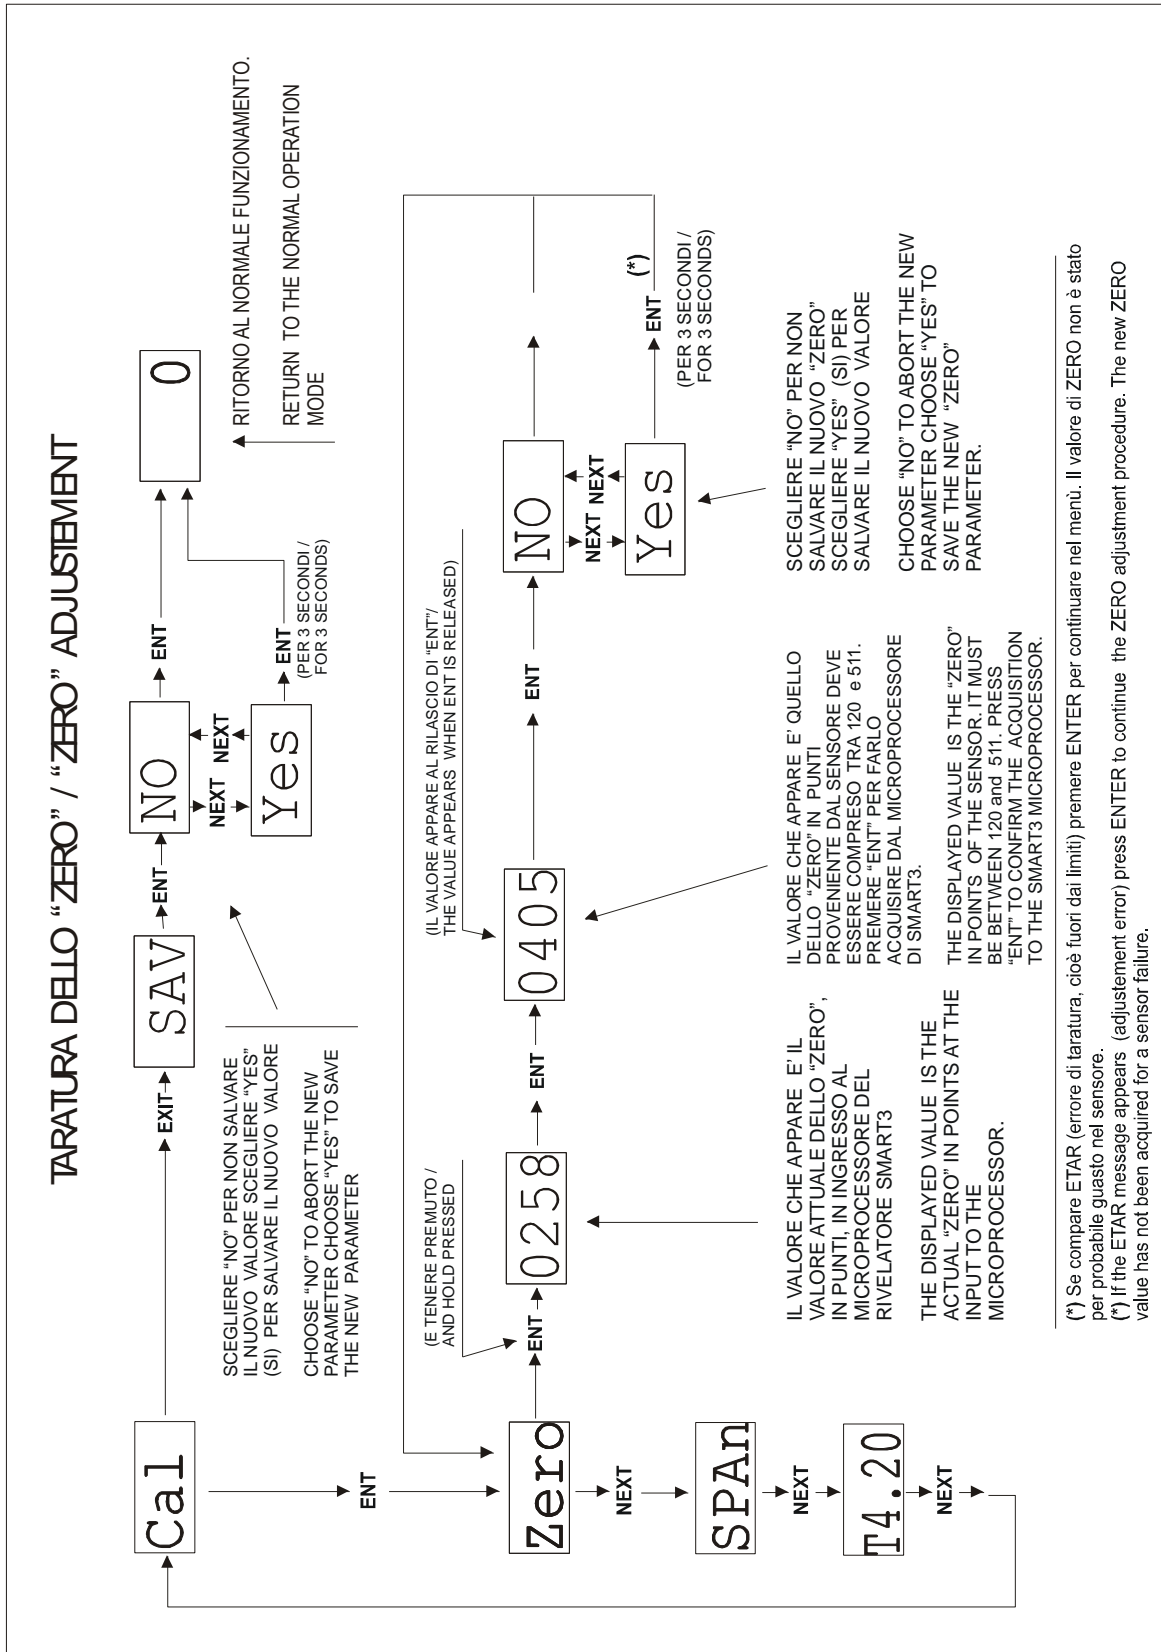 TARATURA DELLO “ZERO” / “ZERO” ADJUSTEMENT
Cal
EXIT
SAV
ENT
NO
ENT
0
NEXT
NEXT
Yes
ENT
(PER 3 SECONDI /
FOR 3 SECONDS)
RITORNO AL NORMALE FUNZIONAMENTO.
RETURN TO THE NORMAL OPERATION
MODE
SCEGLIERE “NO” PER NON SALVARE
IL NUOVO VALORE SCEGLIERE “YES”
(SI) PER SALVARE IL NUOVO VALORE
CHOOSE “NO” TO ABORT THE NEW
PARAMETER CHOOSE “YES” TO SAVE
THE NEW PARAMETER
ENT
(E TENERE PREMUTO /
AND HOLD PRESSED
(IL VALORE APPARE AL RILASCIO DI “ENT”/
THE VALUE APPEARS WHEN ENT IS RELEASED)
Zero
ENT
0258
ENT
0405
ENT
NO
NEXT
NEXT
Yes
ENT
(*)
(PER 3 SECONDI /
FOR 3 SECONDS)
NEXT
SPAn
NEXT
T4.20
NEXT
IL VALORE CHE APPARE E' IL
VALORE ATTUALE DELLO “ZERO”,
IN PUNTI, IN INGRESSO AL
MICROPROCESSORE DEL
RIVELATORE SMART3
THE DISPLAYED VALUE IS THE
ACTUAL “ZERO” IN POINTS AT THE
INPUT TO THE
MICROPROCESSOR.
IL VALORE CHE APPARE E' QUELLO
DELLO “ZERO” IN PUNTI
PROVENIENTE DAL SENSORE DEVE
ESSERE COMPRESO TRA 120 e 511.
PREMERE “ENT” PER FARLO
ACQUISIRE DAL MICROPROCESSORE
DI SMART3.
THE DISPLAYED VALUE IS THE “ZERO”
IN POINTS OF THE SENSOR. IT MUST
BE BETWEEN 120 and 511. PRESS
“ENT” TO CONFIRM THE ACQUISITION
TO THE SMART3 MICROPROCESSOR.
SCEGLIERE “NO” PER NON
SALVARE IL NUOVO “ZERO”
SCEGLIERE “YES” (SI) PER
SALVARE IL NUOVO VALORE
CHOOSE “NO” TO ABORT THE NEW
PARAMETER CHOOSE “YES” TO
SAVE THE NEW “ZERO”
PARAMETER.
(*) Se compare ETAR (errore di taratura, cioè fuori dai limiti) premere ENTER per continuare nel menù. Il valore di ZERO non è stato
per probabile guasto nel sensore.
(*) If the ETAR message appears (adjustement error) press ENTER to continue the ZERO adjustment procedure. The new ZERO
value has not been acquired for a sensor failure.